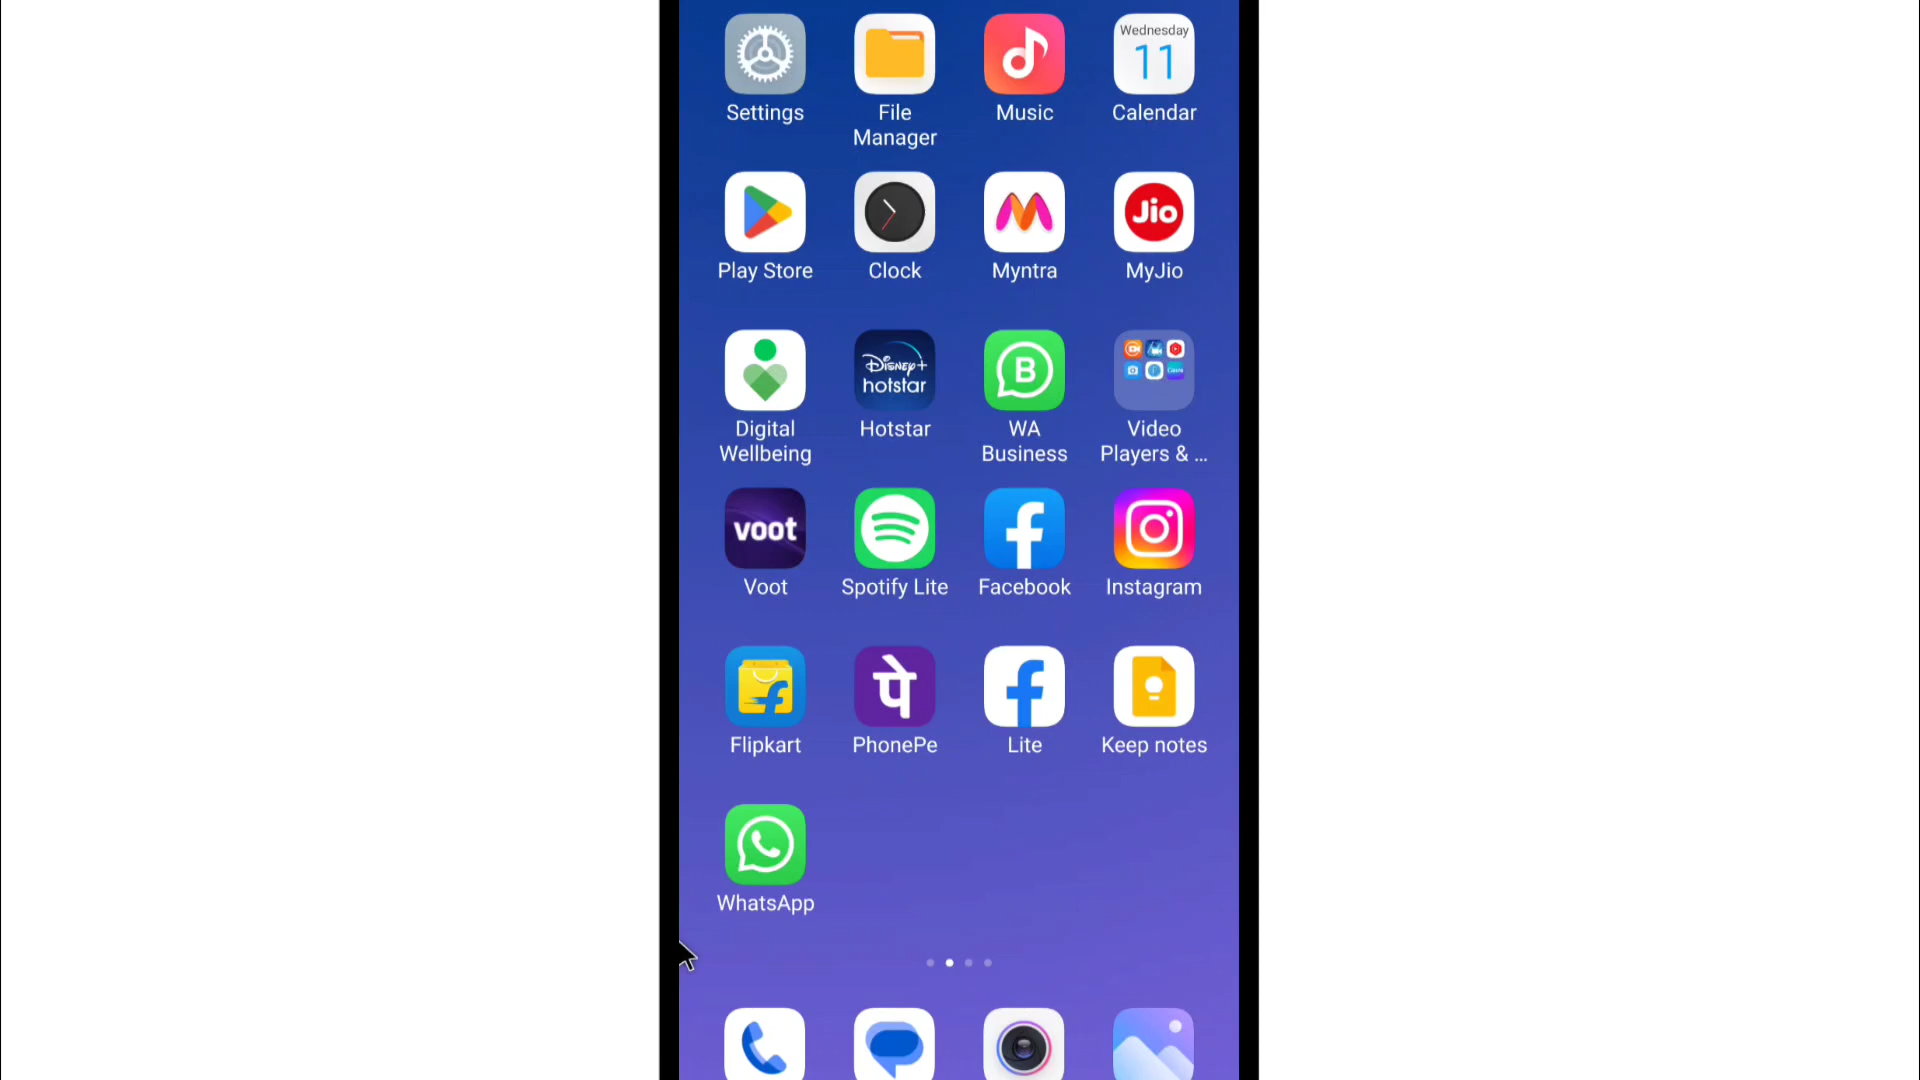 Wednesday
11
Settings
File
Manager
Music
Calendar
Jio
Play Store
Clock
Myntra
MyJio
Disney+
hotstar
B
Digital
Wellbeing
Hotstar
WA
Business
Video
Players & ...
voot
Voot
Spotify Lite
Facebook
Instagram
पे
Flipkart
PhonePe
Lite
Keep notes
WhatsApp